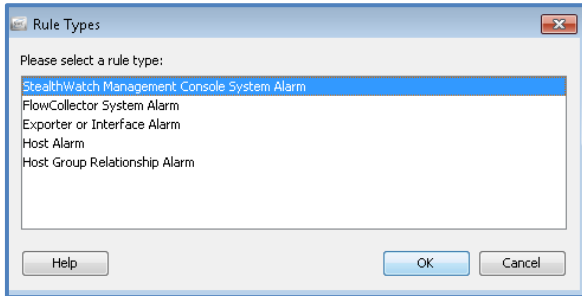 Rule Types
Please select a rule type:
StealthWatch Management Console System Alarm
FlowCollector System Alarm
Exporter or Interface Alarm
Host Alarm
Host Group Relationship Alarm
Help
OK
Cancel